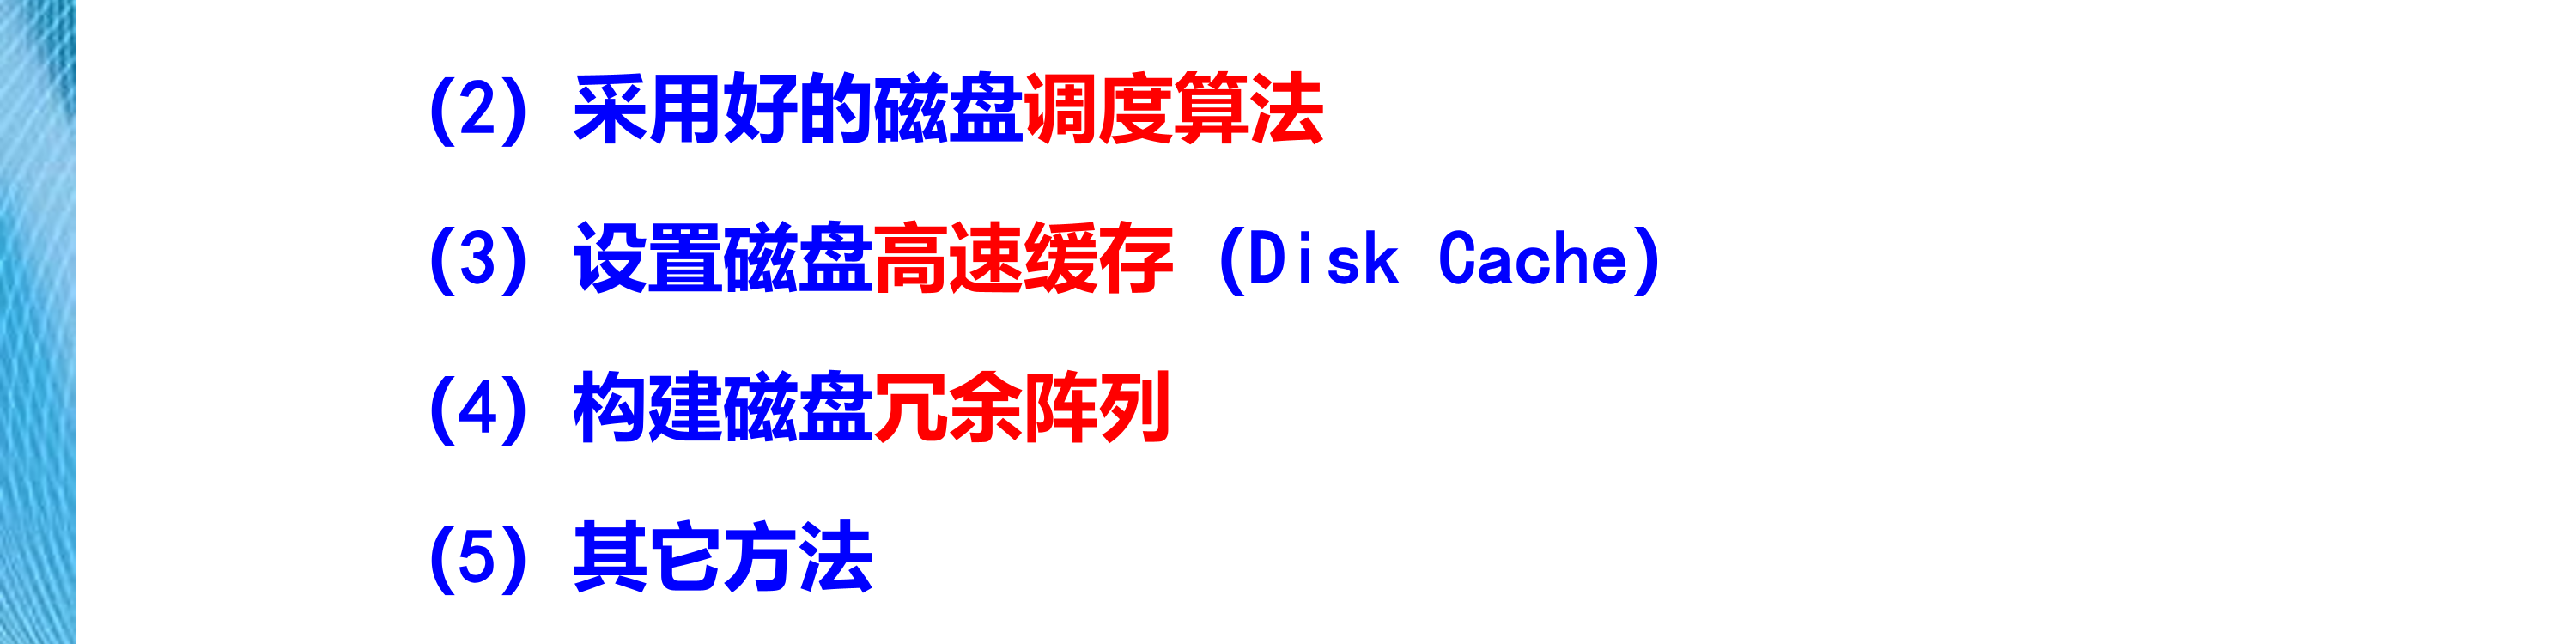 (2) 采用好的磁盘调度算法
(3) 设置磁盘高速缓存 (Disk Cache)
(4) 构建磁盘冗余阵列
(5) 其它方法